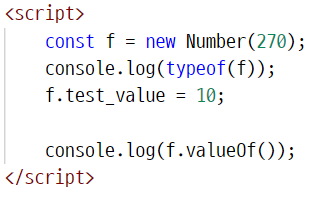 <script>
    const f = new Number(270);
    console.log(typeof(f));
    f.test_value = 10;

    console.log(f.valueOf());
</script>